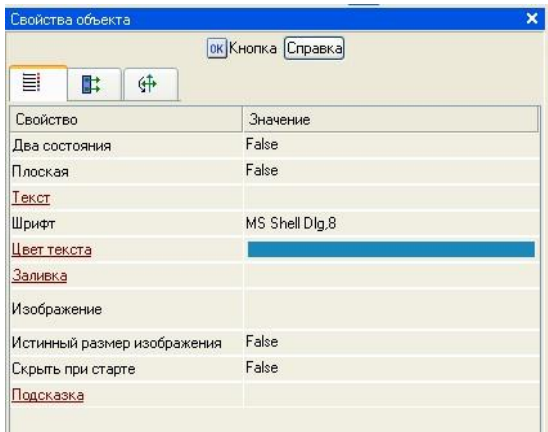 Свойства объекта
ОК Кнопка Справка
Свойство Значение
Два состояния False
Плоская False
Текст
Шрифт MS Shell Dlg,8
Цвет текста
Заливка
Изображение
Истинный размер изображения False
Скрыть при старте False
Подсказка